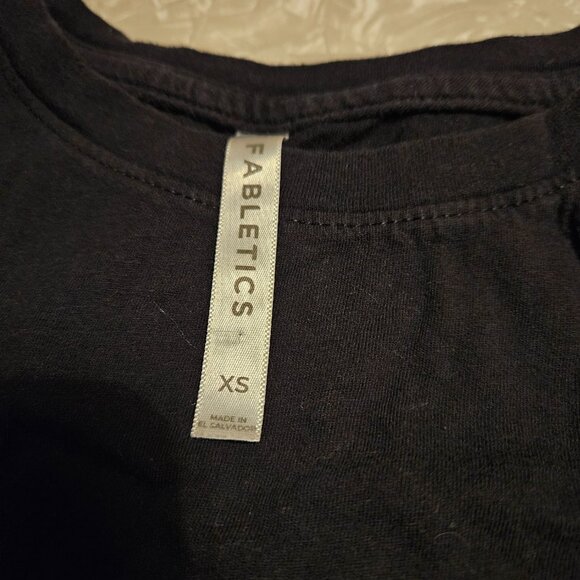 FABLETICS
XS
MADE IN
EL SALVADOR